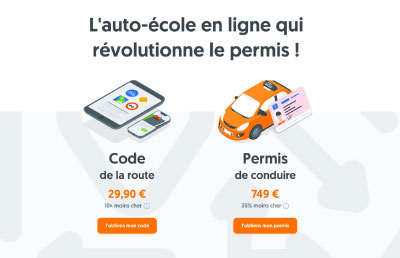 L'auto-école en ligne qui
révolutionne le permis !
Code
de la route
29,90 €
10x moins cher
J'obtiens mon code
Permis
de conduire
749 €
35% moins cher
J'obtiens mon permis